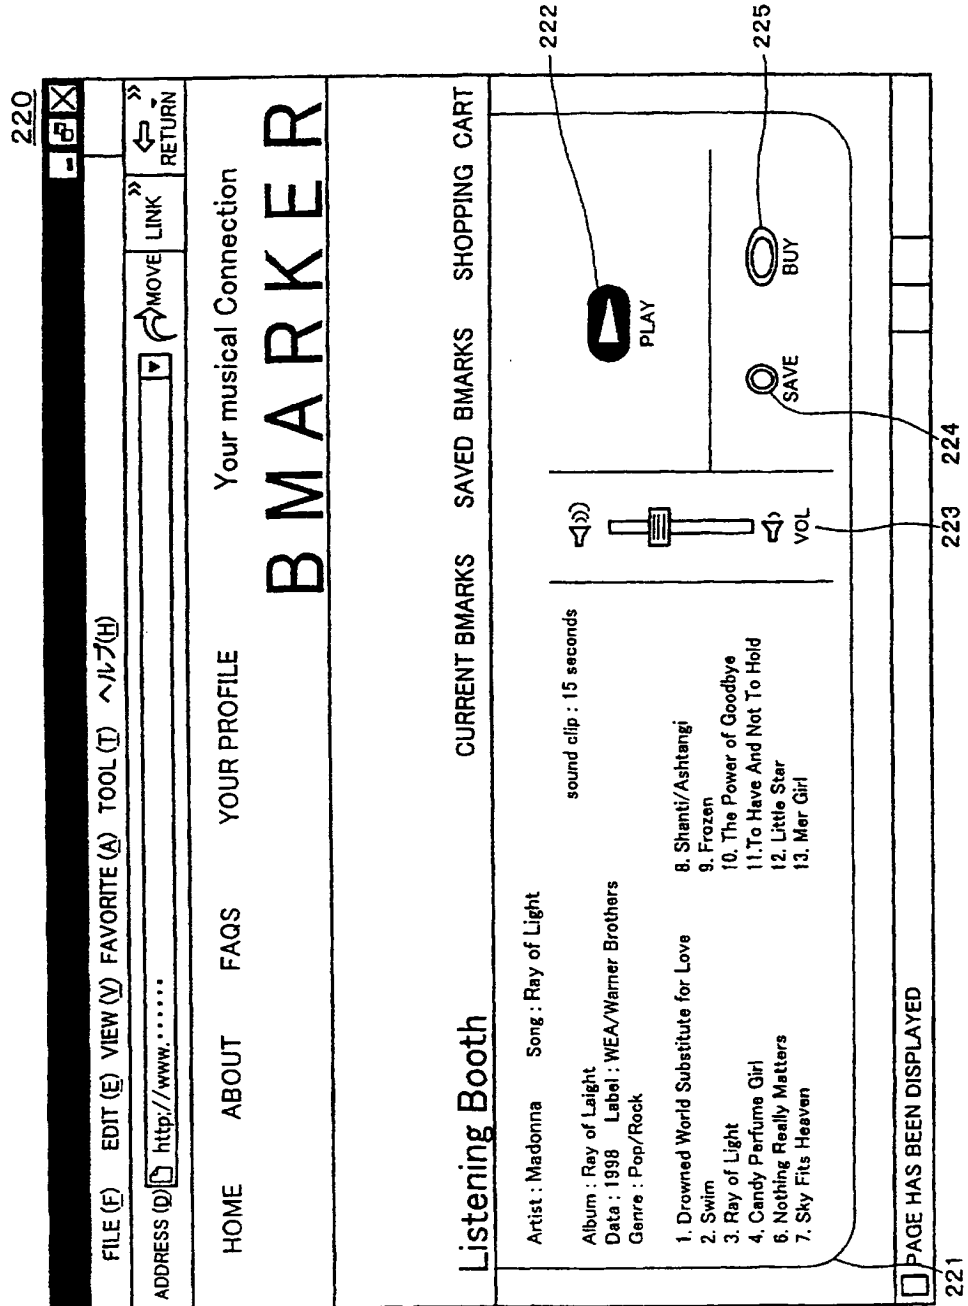 220
FILE (F) EDIT (E) VIEW (V) FAVORITE (A) TOOL (T) ヘルプ(H)
ADDRESS (D) http://www.・・・・・・ MOVE LINK » RETURN »
HOME ABOUT FAQS YOUR PROFILE Your musical Connection
BMARKER
CURRENT BMARKS SAVED BMARKS SHOPPING CART
Listening Booth
Artist : Madonna Song : Ray of Light
sound clip : 15 seconds
Album : Ray of Laight
Data : 1998 Label : WEA/Warner Brothers
Genre : Pop/Rock
1. Drowned World Substitute for Love
2. Swim
3. Ray of Light
4. Candy Perfume Girl
6. Nothing Really Matters
7. Sky Fits Heaven
8. Shanti/Ashtangi
9. Frozen
10. The Power of Goodbye
11.To Have And Not To Hold
12. Little Star
13. Mer Girl
VOL
PLAY
SAVE
BUY
PAGE HAS BEEN DISPLAYED
221
222
223
224
225